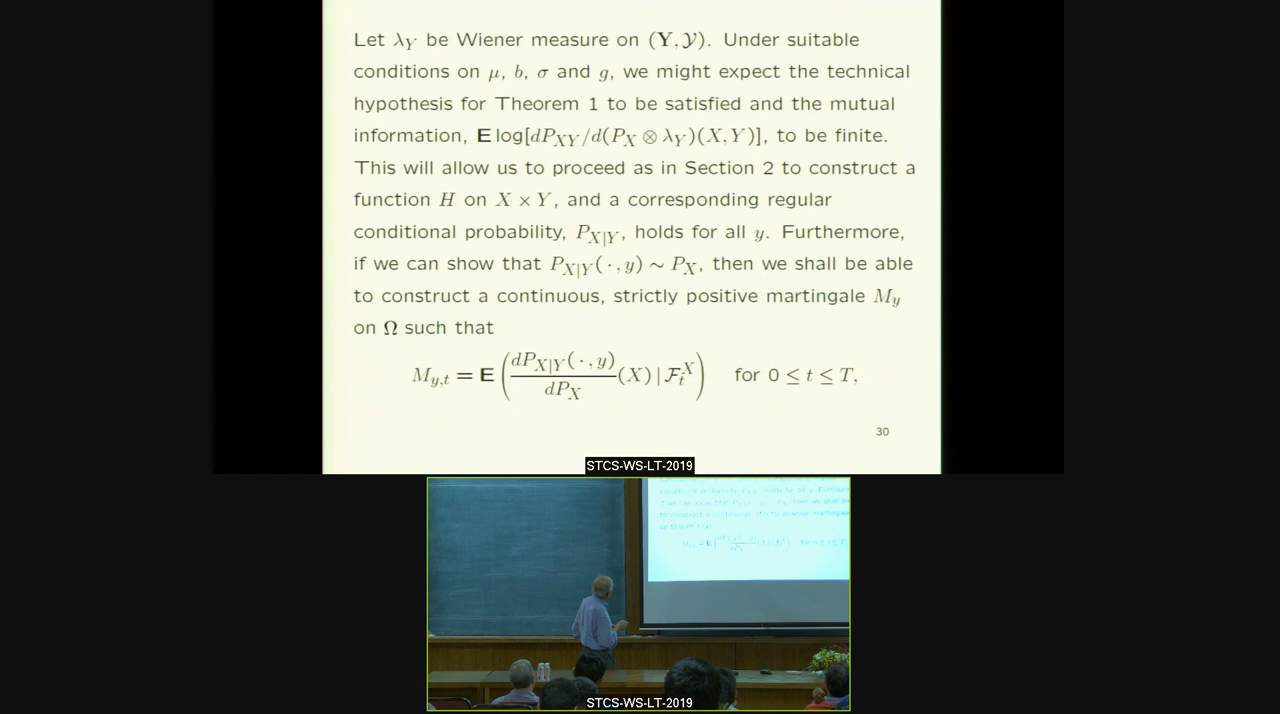 Let λ_Y be Wiener measure on (Y, 𝒴). Under suitable
conditions on μ, b, σ and g, we might expect the technical
hypothesis for Theorem 1 to be satisfied and the mutual
information, E log[dP_{XY}/d(P_X ⊗ λ_Y)(X, Y)], to be finite.
This will allow us to proceed as in Section 2 to construct a
function H on X × Y, and a corresponding regular
conditional probability, P_{X|Y}, holds for all y. Furthermore,
if we can show that P_{X|Y}(·, y) ∼ P_X, then we shall be able
to construct a continuous, strictly positive martingale M_y
on Ω such that
M_{y,t} = E ( dP_{X|Y}(·, y) / dP_X (X) | ℱ_t^X ) for 0 ≤ t ≤ T,
30
STCS-WS-LT-2019
STCS-WS-LT-2019